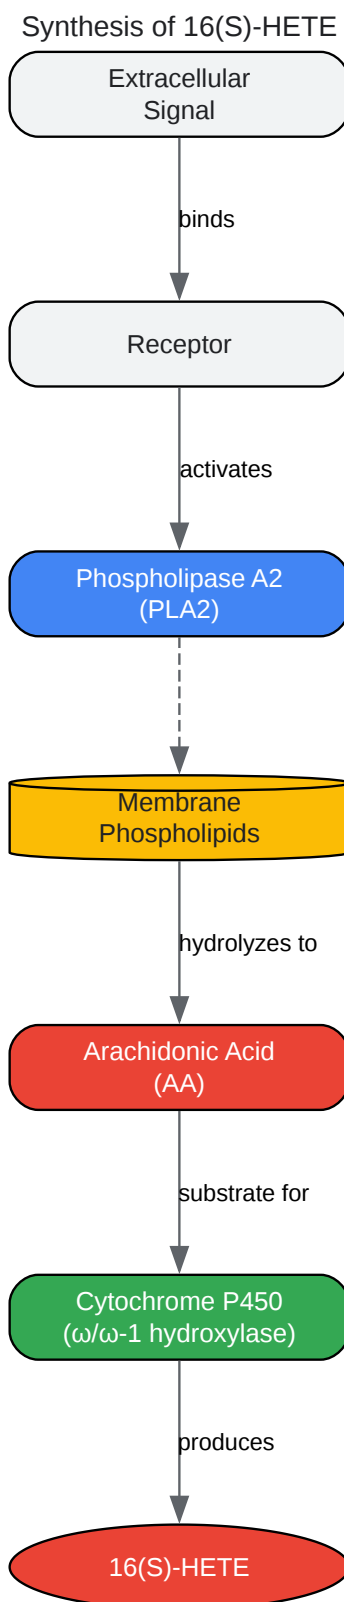 Synthesis of 16(S)-HETE
Extracellular
Signal
binds
Receptor
activates
Phospholipase A2
(PLA2)
Membrane
Phospholipids
hydrolyzes to
Arachidonic Acid
(AA)
substrate for
Cytochrome P450
(ω/ω-1 hydroxylase)
produces
16(S)-HETE